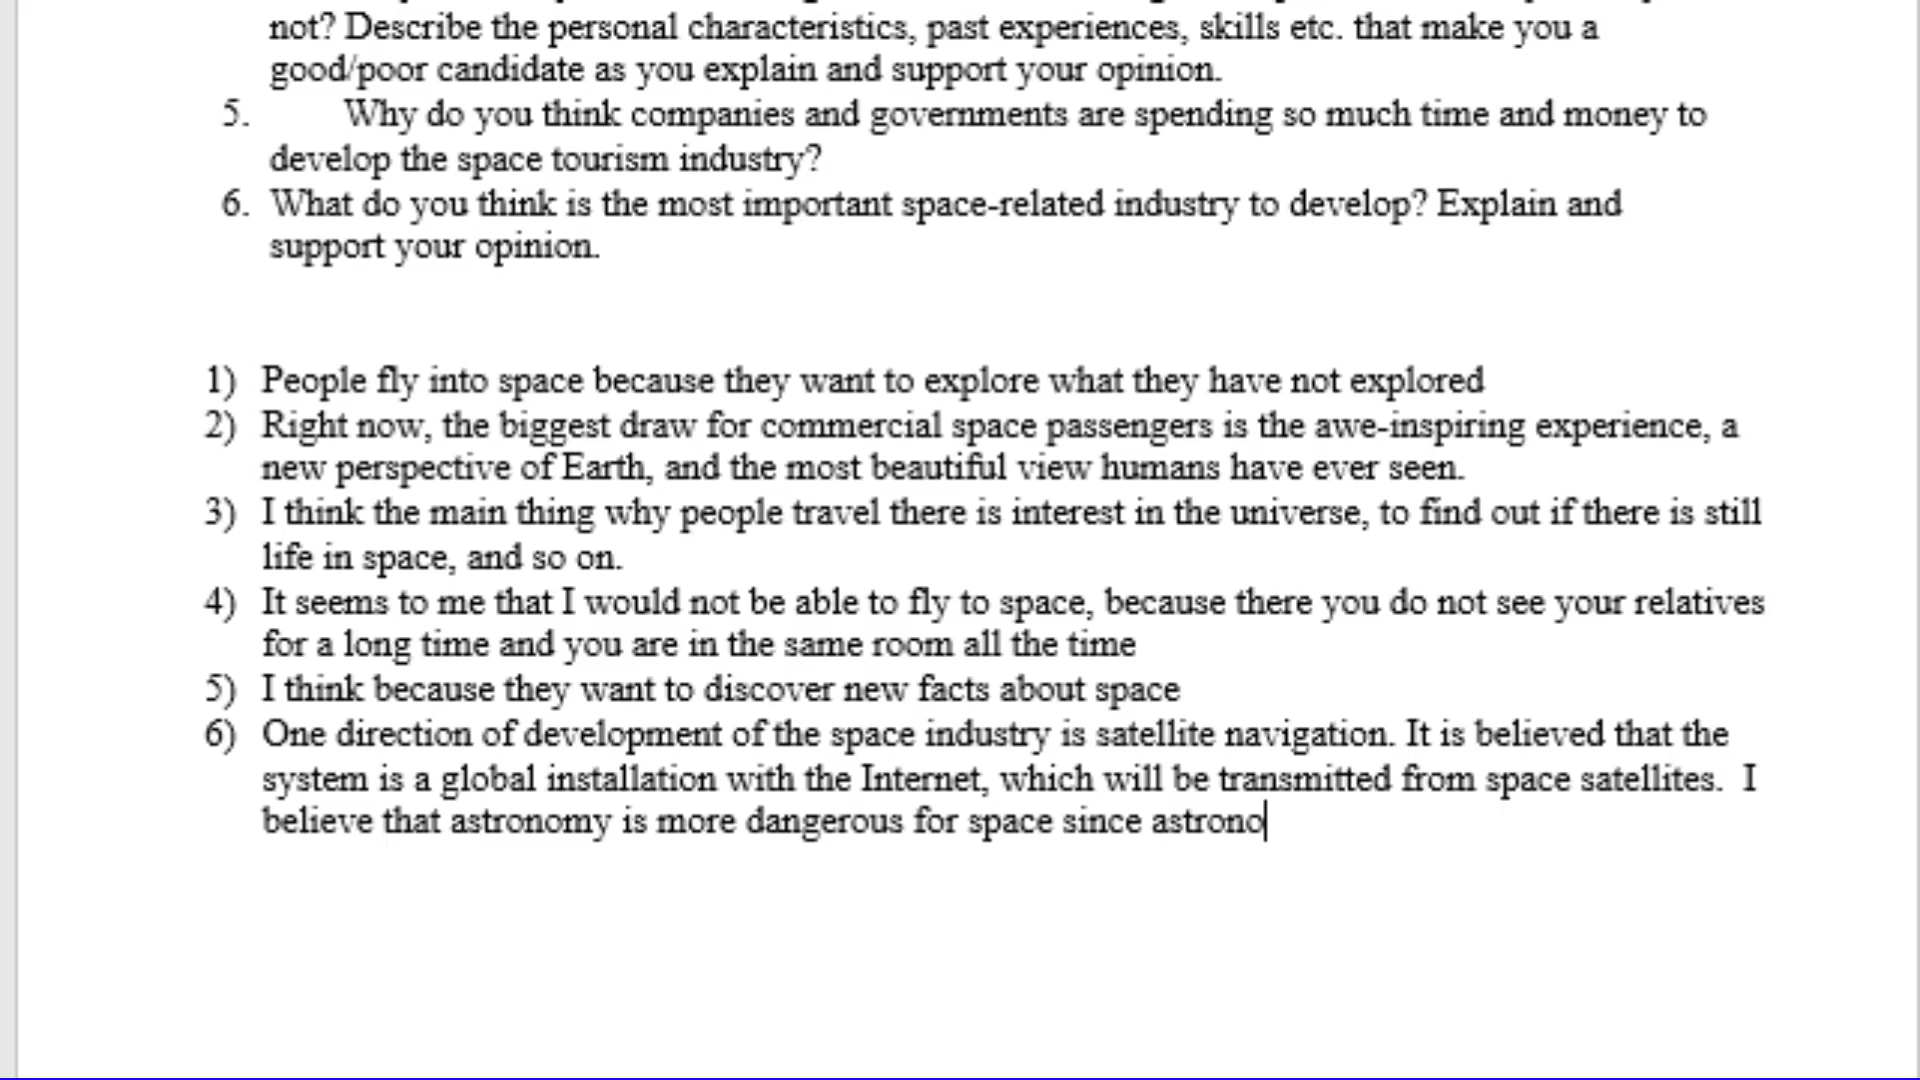 not? Describe the personal characteristics, past experiences, skills etc. that make you a
good/poor candidate as you explain and support your opinion.
5. Why do you think companies and governments are spending so much time and money to
develop the space tourism industry?
6. What do you think is the most important space-related industry to develop? Explain and
support your opinion.
1) People fly into space because they want to explore what they have not explored
2) Right now, the biggest draw for commercial space passengers is the awe-inspiring experience, a
new perspective of Earth, and the most beautiful view humans have ever seen.
3) I think the main thing why people travel there is interest in the universe, to find out if there is still
life in space, and so on.
4) It seems to me that I would not be able to fly to space, because there you do not see your relatives
for a long time and you are in the same room all the time
5) I think because they want to discover new facts about space
6) One direction of development of the space industry is satellite navigation. It is believed that the
system is a global installation with the Internet, which will be transmitted from space satellites.  I
believe that astronomy is more dangerous for space since astrono